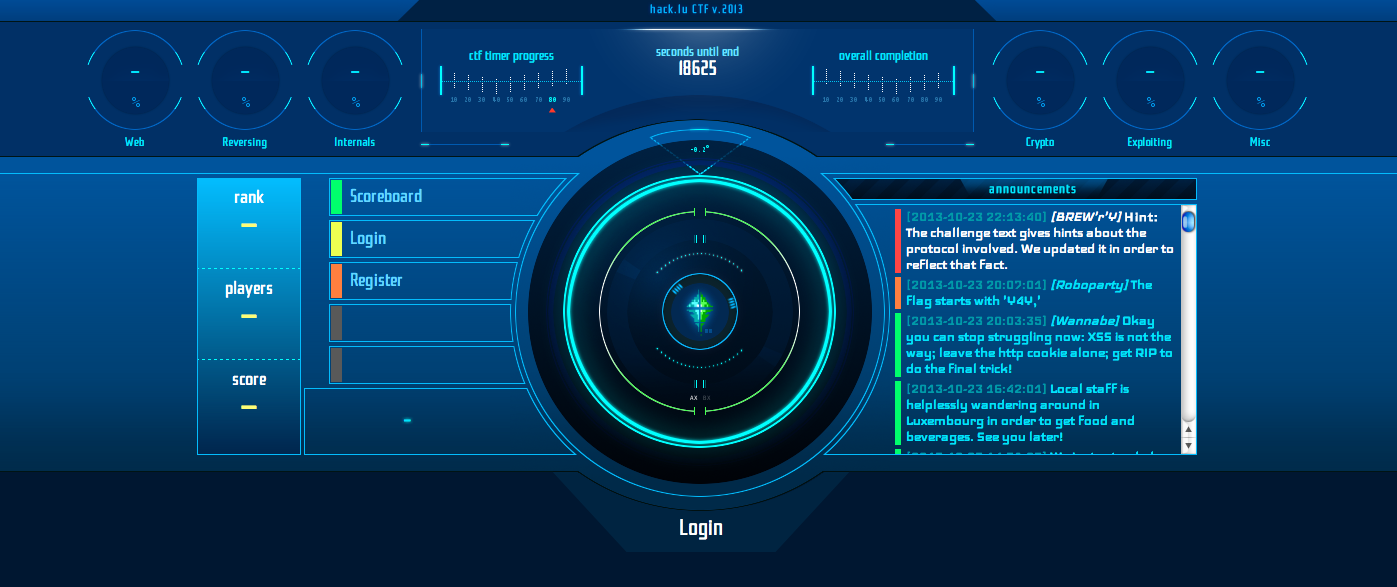 hack.lu CTF v.2013
ctf timer progress
seconds until end
18625
overall completion
10 20 30 40 50 60 70 80 90
10 20 30 40 50 60 70 80 90
–
%
Web
–
%
Reversing
–
%
Internals
–
%
Crypto
–
%
Exploiting
–
%
Misc
-0.2°
rank
–
players
–
score
–
Scoreboard
Login
Register
-
AX 0X
announcements
[2013-10-23 22:13:40] [BREW'r'Y] Hint:
The challenge text gives hints about the
protocol involved. We updated it in order to
reflect that fact.
[2013-10-23 20:07:01] [Roboparty] The
Flag starts with 'Y4Y,'
[2013-10-23 20:03:35] [Wannabe] Okay
you can stop struggling now: XSS is not the
way; leave the http cookie alone; get RIP to
do the final trick!
[2013-10-23 16:42:01] Local staff is
helplessly wandering around in
Luxembourg in order to get food and
beverages. See you later!
Login